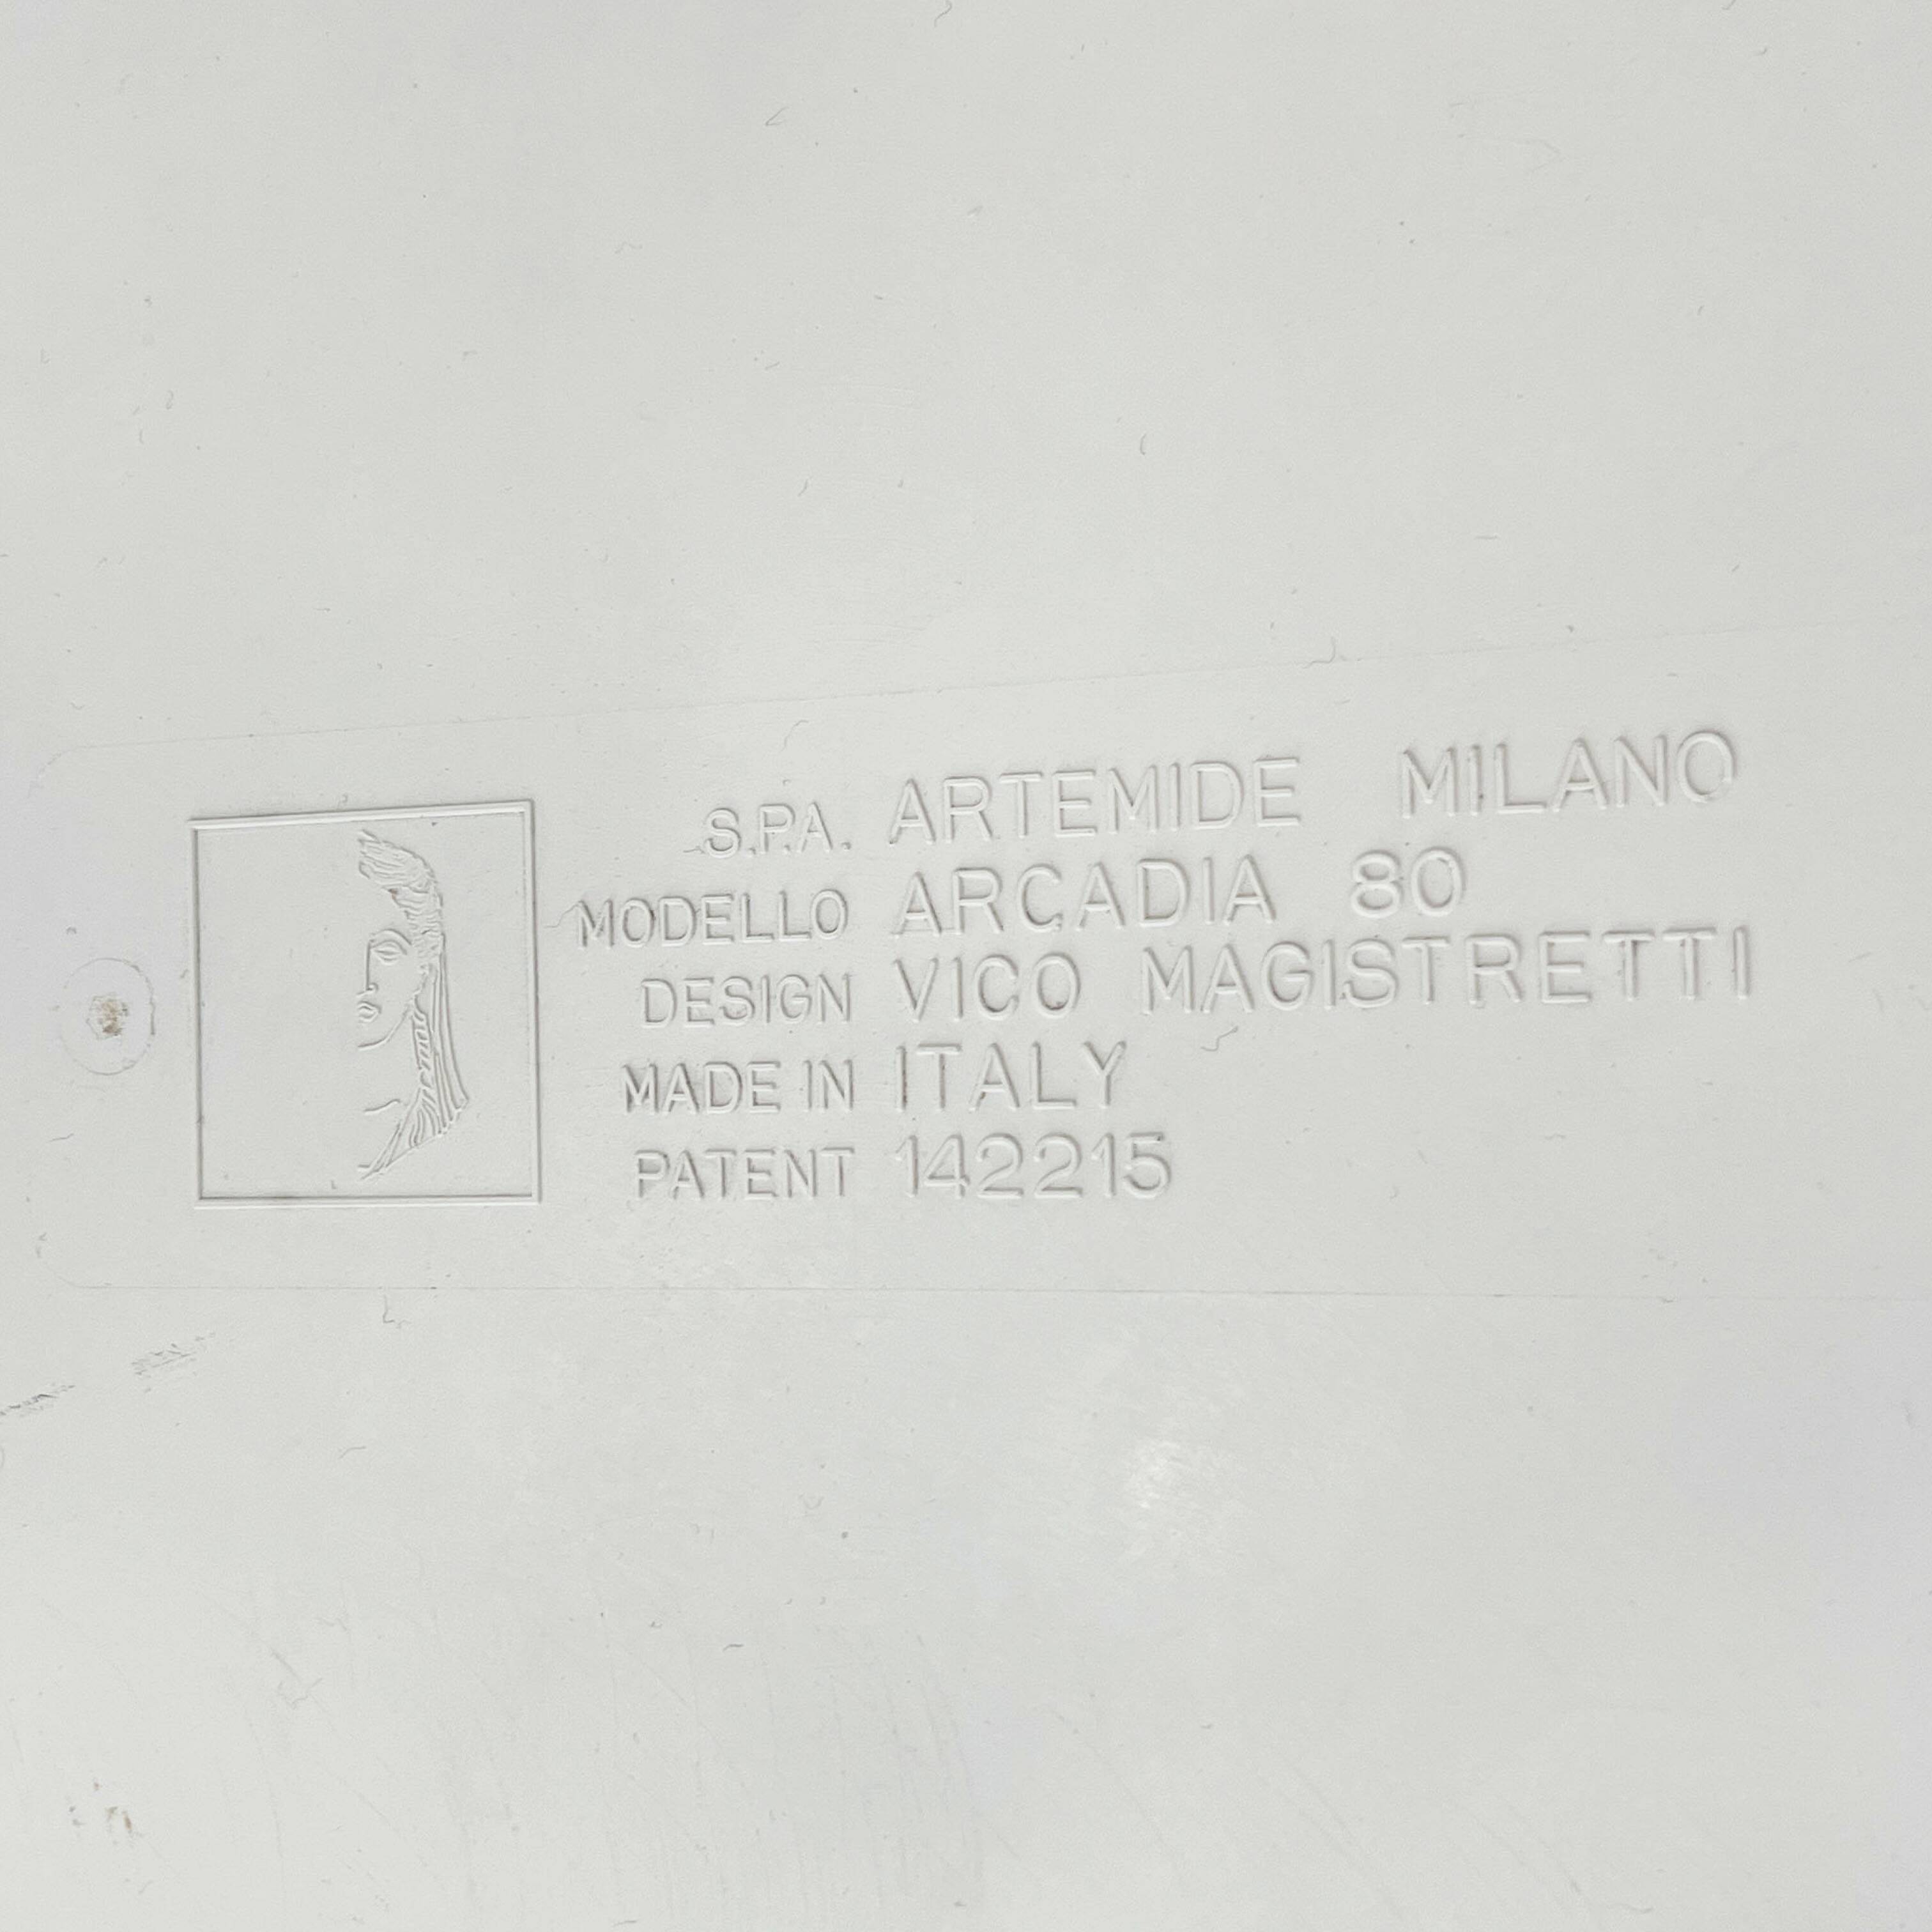 S.P.A. ARTEMIDE MILANO
MODELLO ARCADIA 80
DESIGN VICO MAGISTRETTI
MADE IN ITALY
PATENT 142215